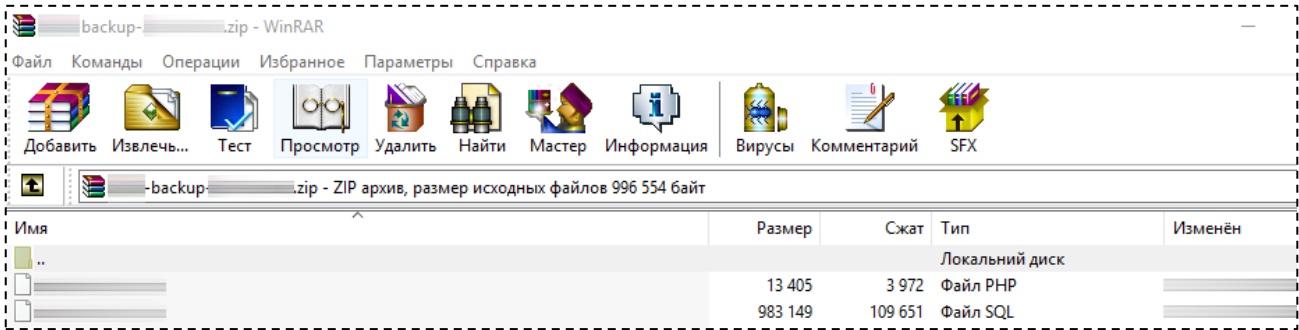 backup- .zip - WinRAR
Файл Команды Операции Избранное Параметры Справка
Добавить Извлечь... Тест Просмотр Удалить Найти Мастер Информация Вирусы Комментарий SFX
-backup- .zip - ZIP архив, размер исходных файлов 996 554 байт
Имя Размер Сжат Тип Изменён
.. Локальный диск
13 405 3 972 Файл PHP
983 149 109 651 Файл SQL